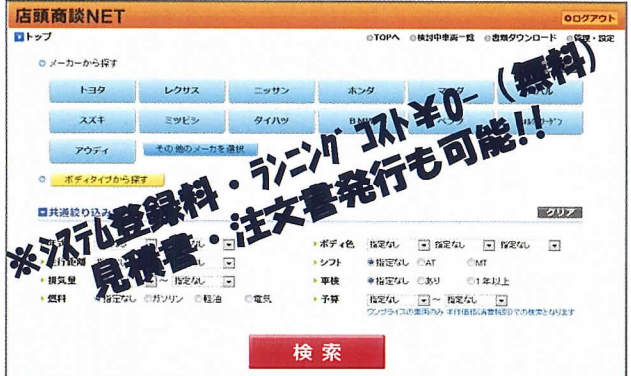 店頭商談NET
ログアウト
トップ
TOPへ 検討中車両一覧 書類ダウンロード 管理・設定
メーカーから探す
トヨタ レクサス ニッサン ホンダ
スズキ ミツビシ ダイハツ
アウディ その他のメーカを選択
ボディタイプから探す
※システム登録料・ランニングコスト¥0-(無料)
見積書・注文書発行も可能!!
共通絞り込み
クリア
ボディ色 指定なし 指定なし 指定なし
シフト 指定なし AT MT
排気量 ～ 指定なし
車検 指定なし あり 1年以上
燃料 指定なし ガソリン 軽油 電気
予算 指定なし ～ 指定なし
検索